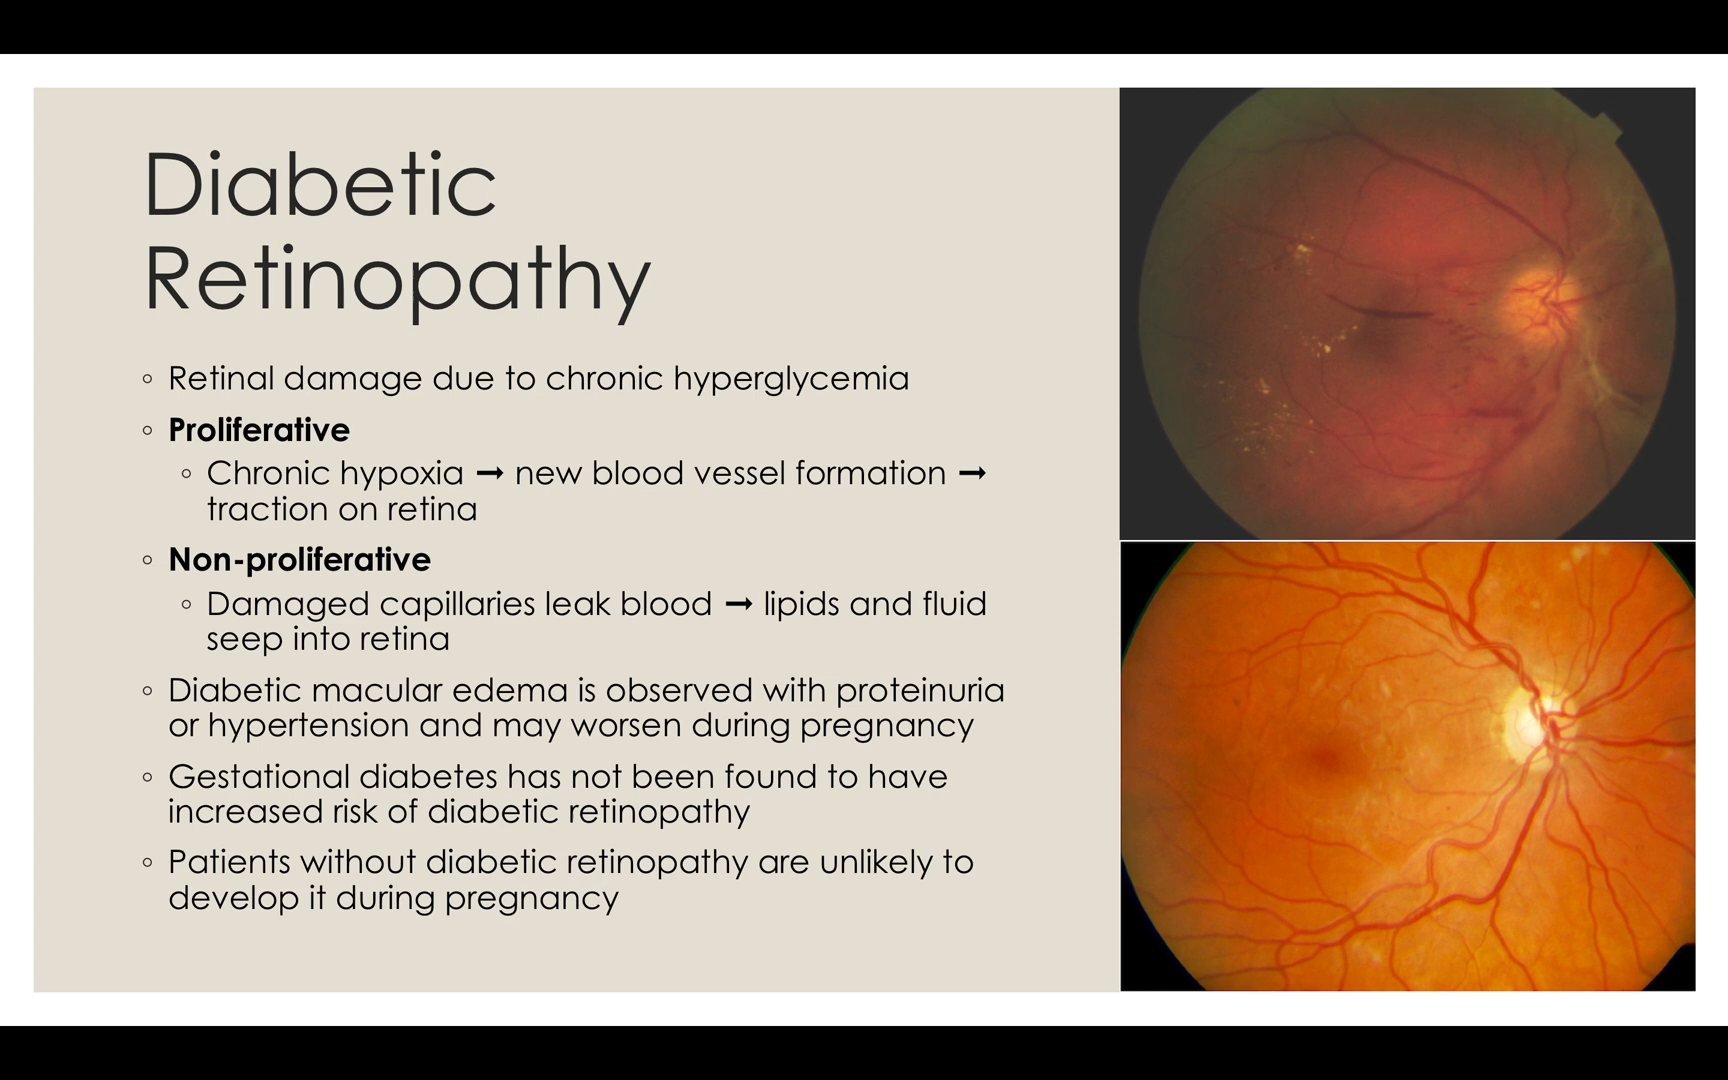 Diabetic
Retinopathy
◦ Retinal damage due to chronic hyperglycemia
◦ Proliferative
◦ Chronic hypoxia ➞ new blood vessel formation ➞
traction on retina
◦ Non-proliferative
◦ Damaged capillaries leak blood ➞ lipids and fluid
seep into retina
◦ Diabetic macular edema is observed with proteinuria
or hypertension and may worsen during pregnancy
◦ Gestational diabetes has not been found to have
increased risk of diabetic retinopathy
◦ Patients without diabetic retinopathy are unlikely to
develop it during pregnancy